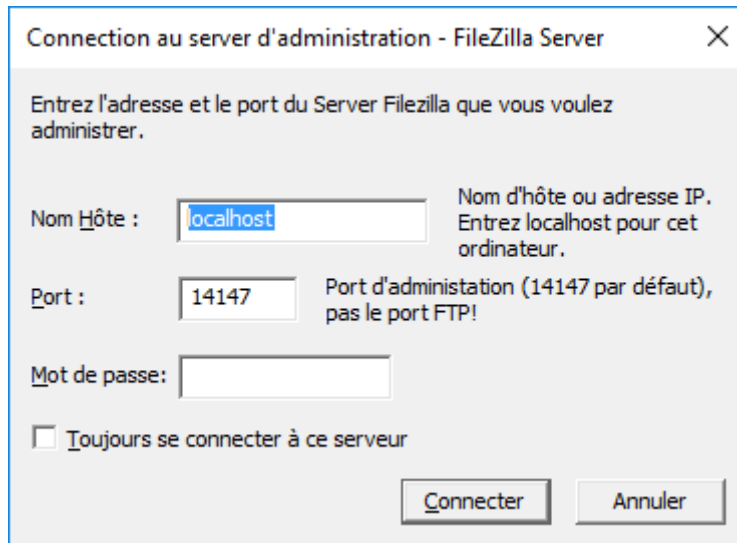 Connection au server d'administration - FileZilla Server
Entrez l'adresse et le port du Server Filezilla que vous voulez
administrer.
Nom Hôte :
localhost
Nom d'hôte ou adresse IP.
Entrez localhost pour cet
ordinateur.
Port :
14147
Port d'administation (14147 par défaut),
pas le port FTP!
Mot de passe:
Toujours se connecter à ce serveur
Connecter
Annuler